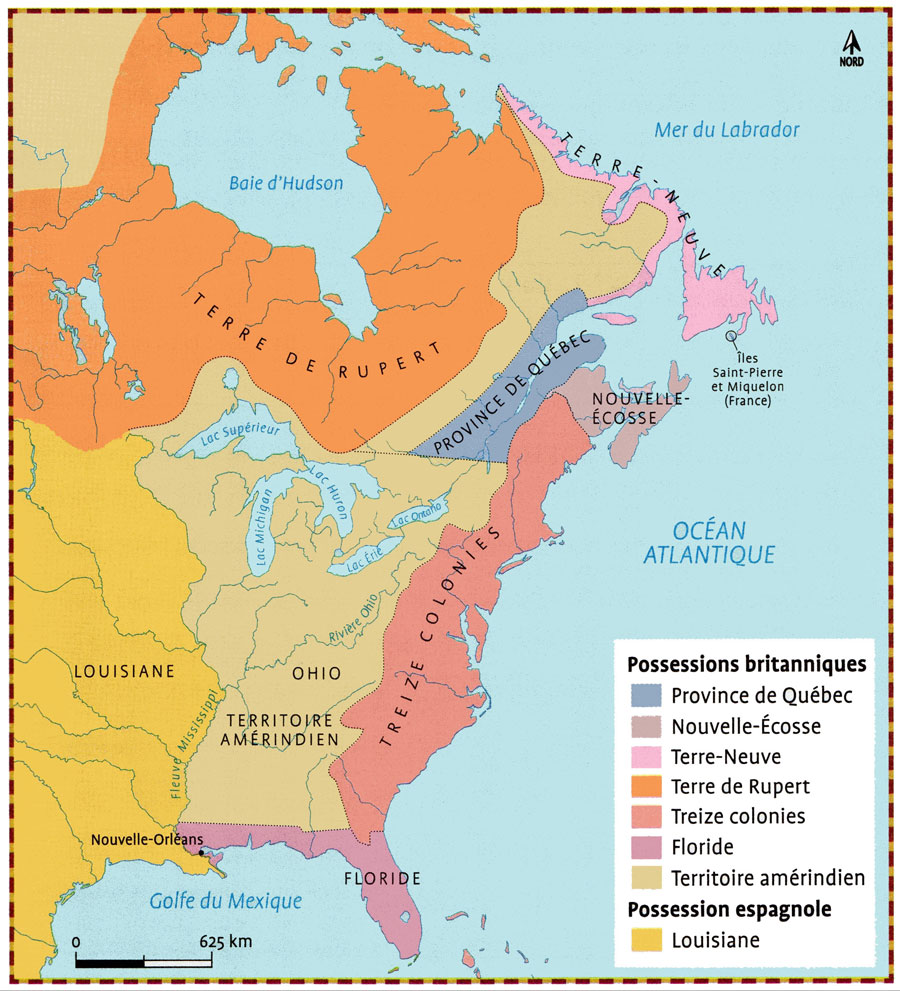 NORD
Mer du Labrador
TERRE-NEUVE
Baie d'Hudson
TERRE DE RUPERT
PROVINCE DE QUÉBEC
Îles
Saint-Pierre
et Miquelon
(France)
NOUVELLE-
ÉCOSSE
Lac Supérieur
Lac Michigan
Lac Huron
Lac Ontario
Lac Érié
OCÉAN
ATLANTIQUE
TREIZE COLONIES
Rivière Ohio
LOUISIANE
OHIO
Fleuve Mississippi
TERRITOIRE
AMÉRINDIEN
Nouvelle-Orléans
FLORIDE
Golfe du Mexique
0 625 km
Possessions britanniques
Province de Québec
Nouvelle-Écosse
Terre-Neuve
Terre de Rupert
Treize colonies
Floride
Territoire amérindien
Possession espagnole
Louisiane